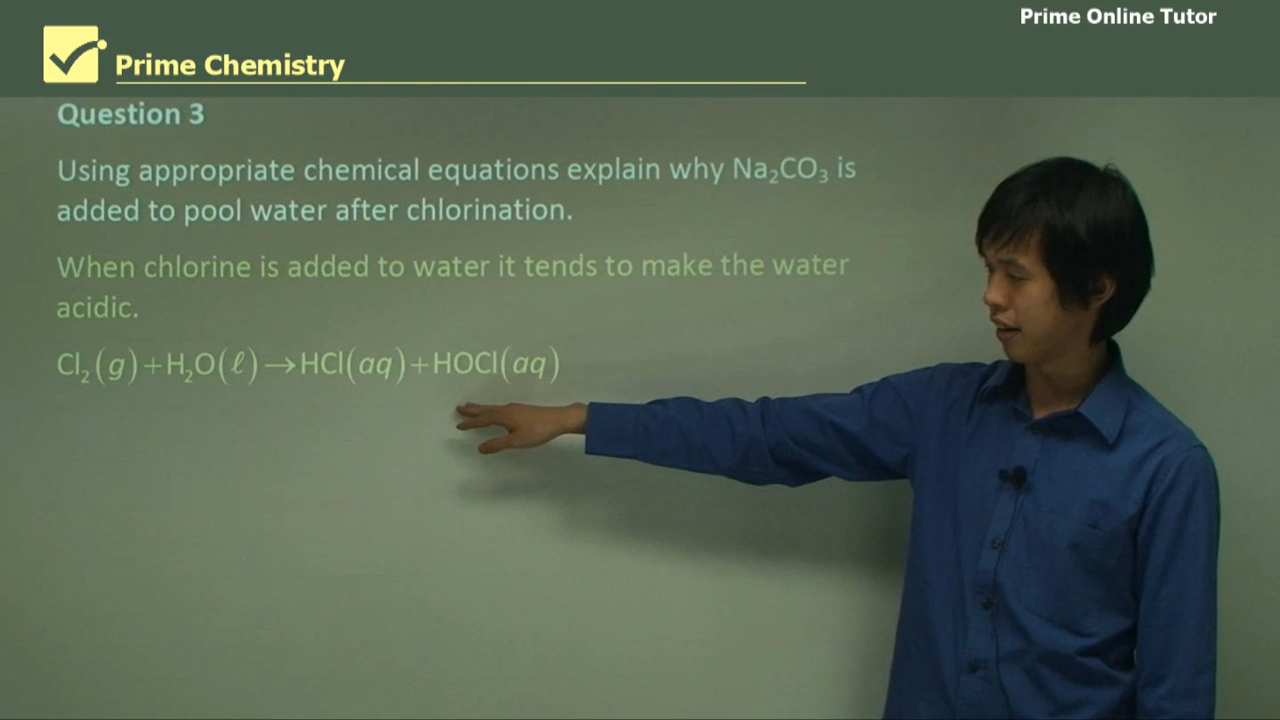 Prime Online Tutor
Prime Chemistry
Question 3
Using appropriate chemical equations explain why Na₂CO₃ is
added to pool water after chlorination.
When chlorine is added to water it tends to make the water
acidic.
Cl₂(g)+H₂O(ℓ)→HCl(aq)+HOCl(aq)